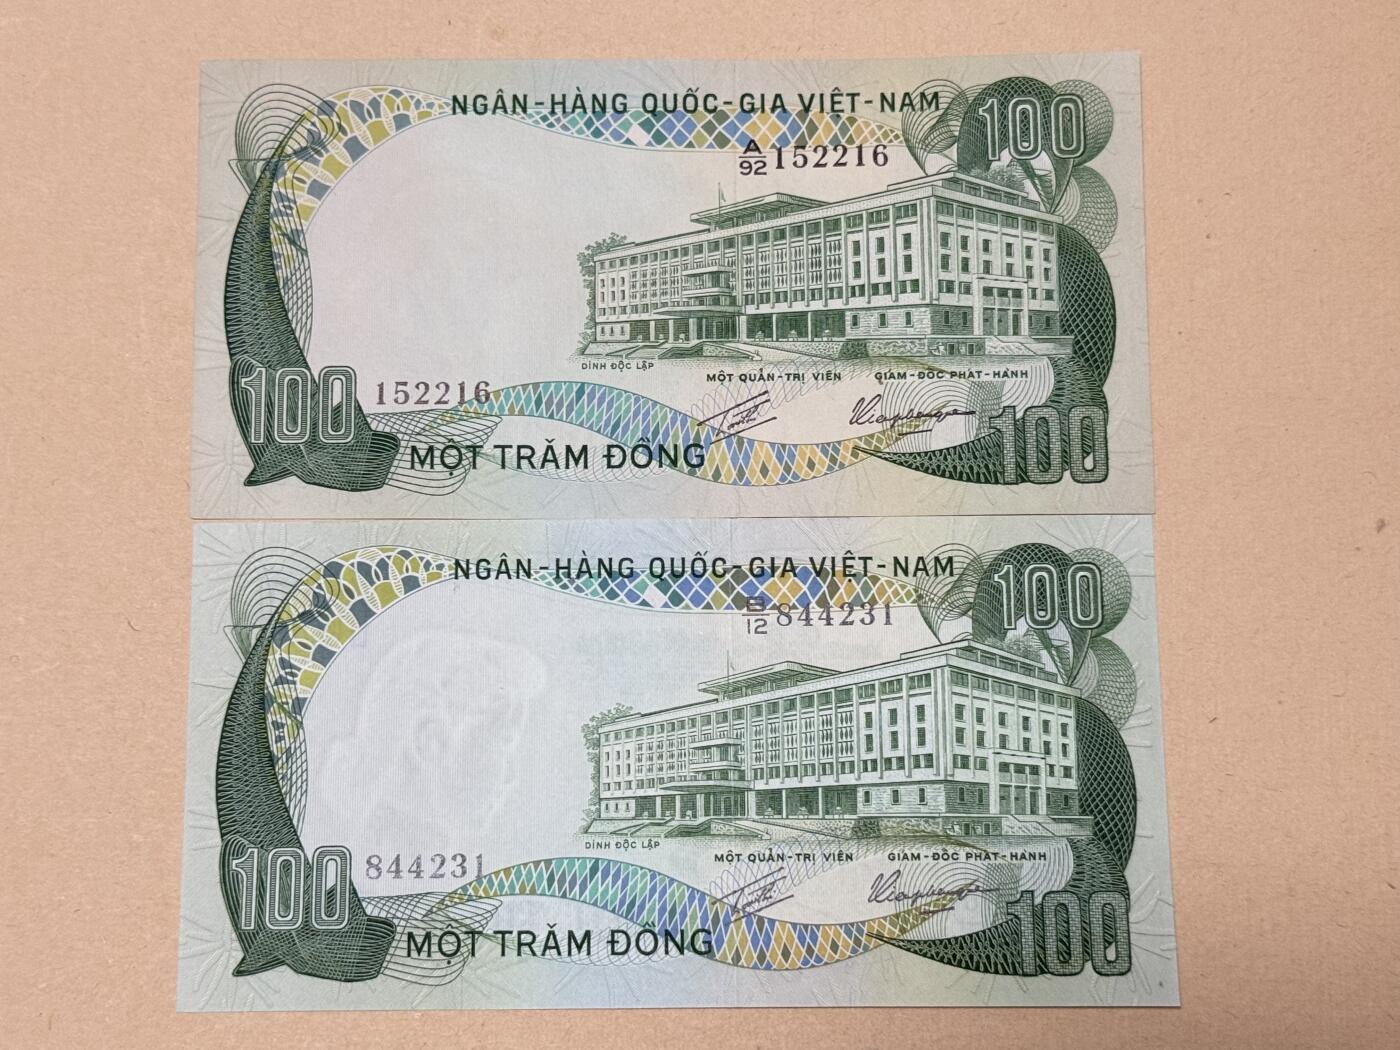 NGÂN-HÀNG QUỐC-GIA VIỆT-NAM
100
A/92 152216
DINH ĐỘC LẬP
MỘT QUẢN-TRỊ VIÊN
GIÁM-ĐỐC PHÁT-HÀNH
100
152216
MỘT TRĂM ĐỒNG
100
NGÂN-HÀNG QUỐC-GIA VIỆT-NAM
100
B/12 844231
DINH ĐỘC LẬP
MỘT QUẢN-TRỊ VIÊN
GIÁM-ĐỐC PHÁT-HÀNH
100
844231
MỘT TRĂM ĐỒNG
100